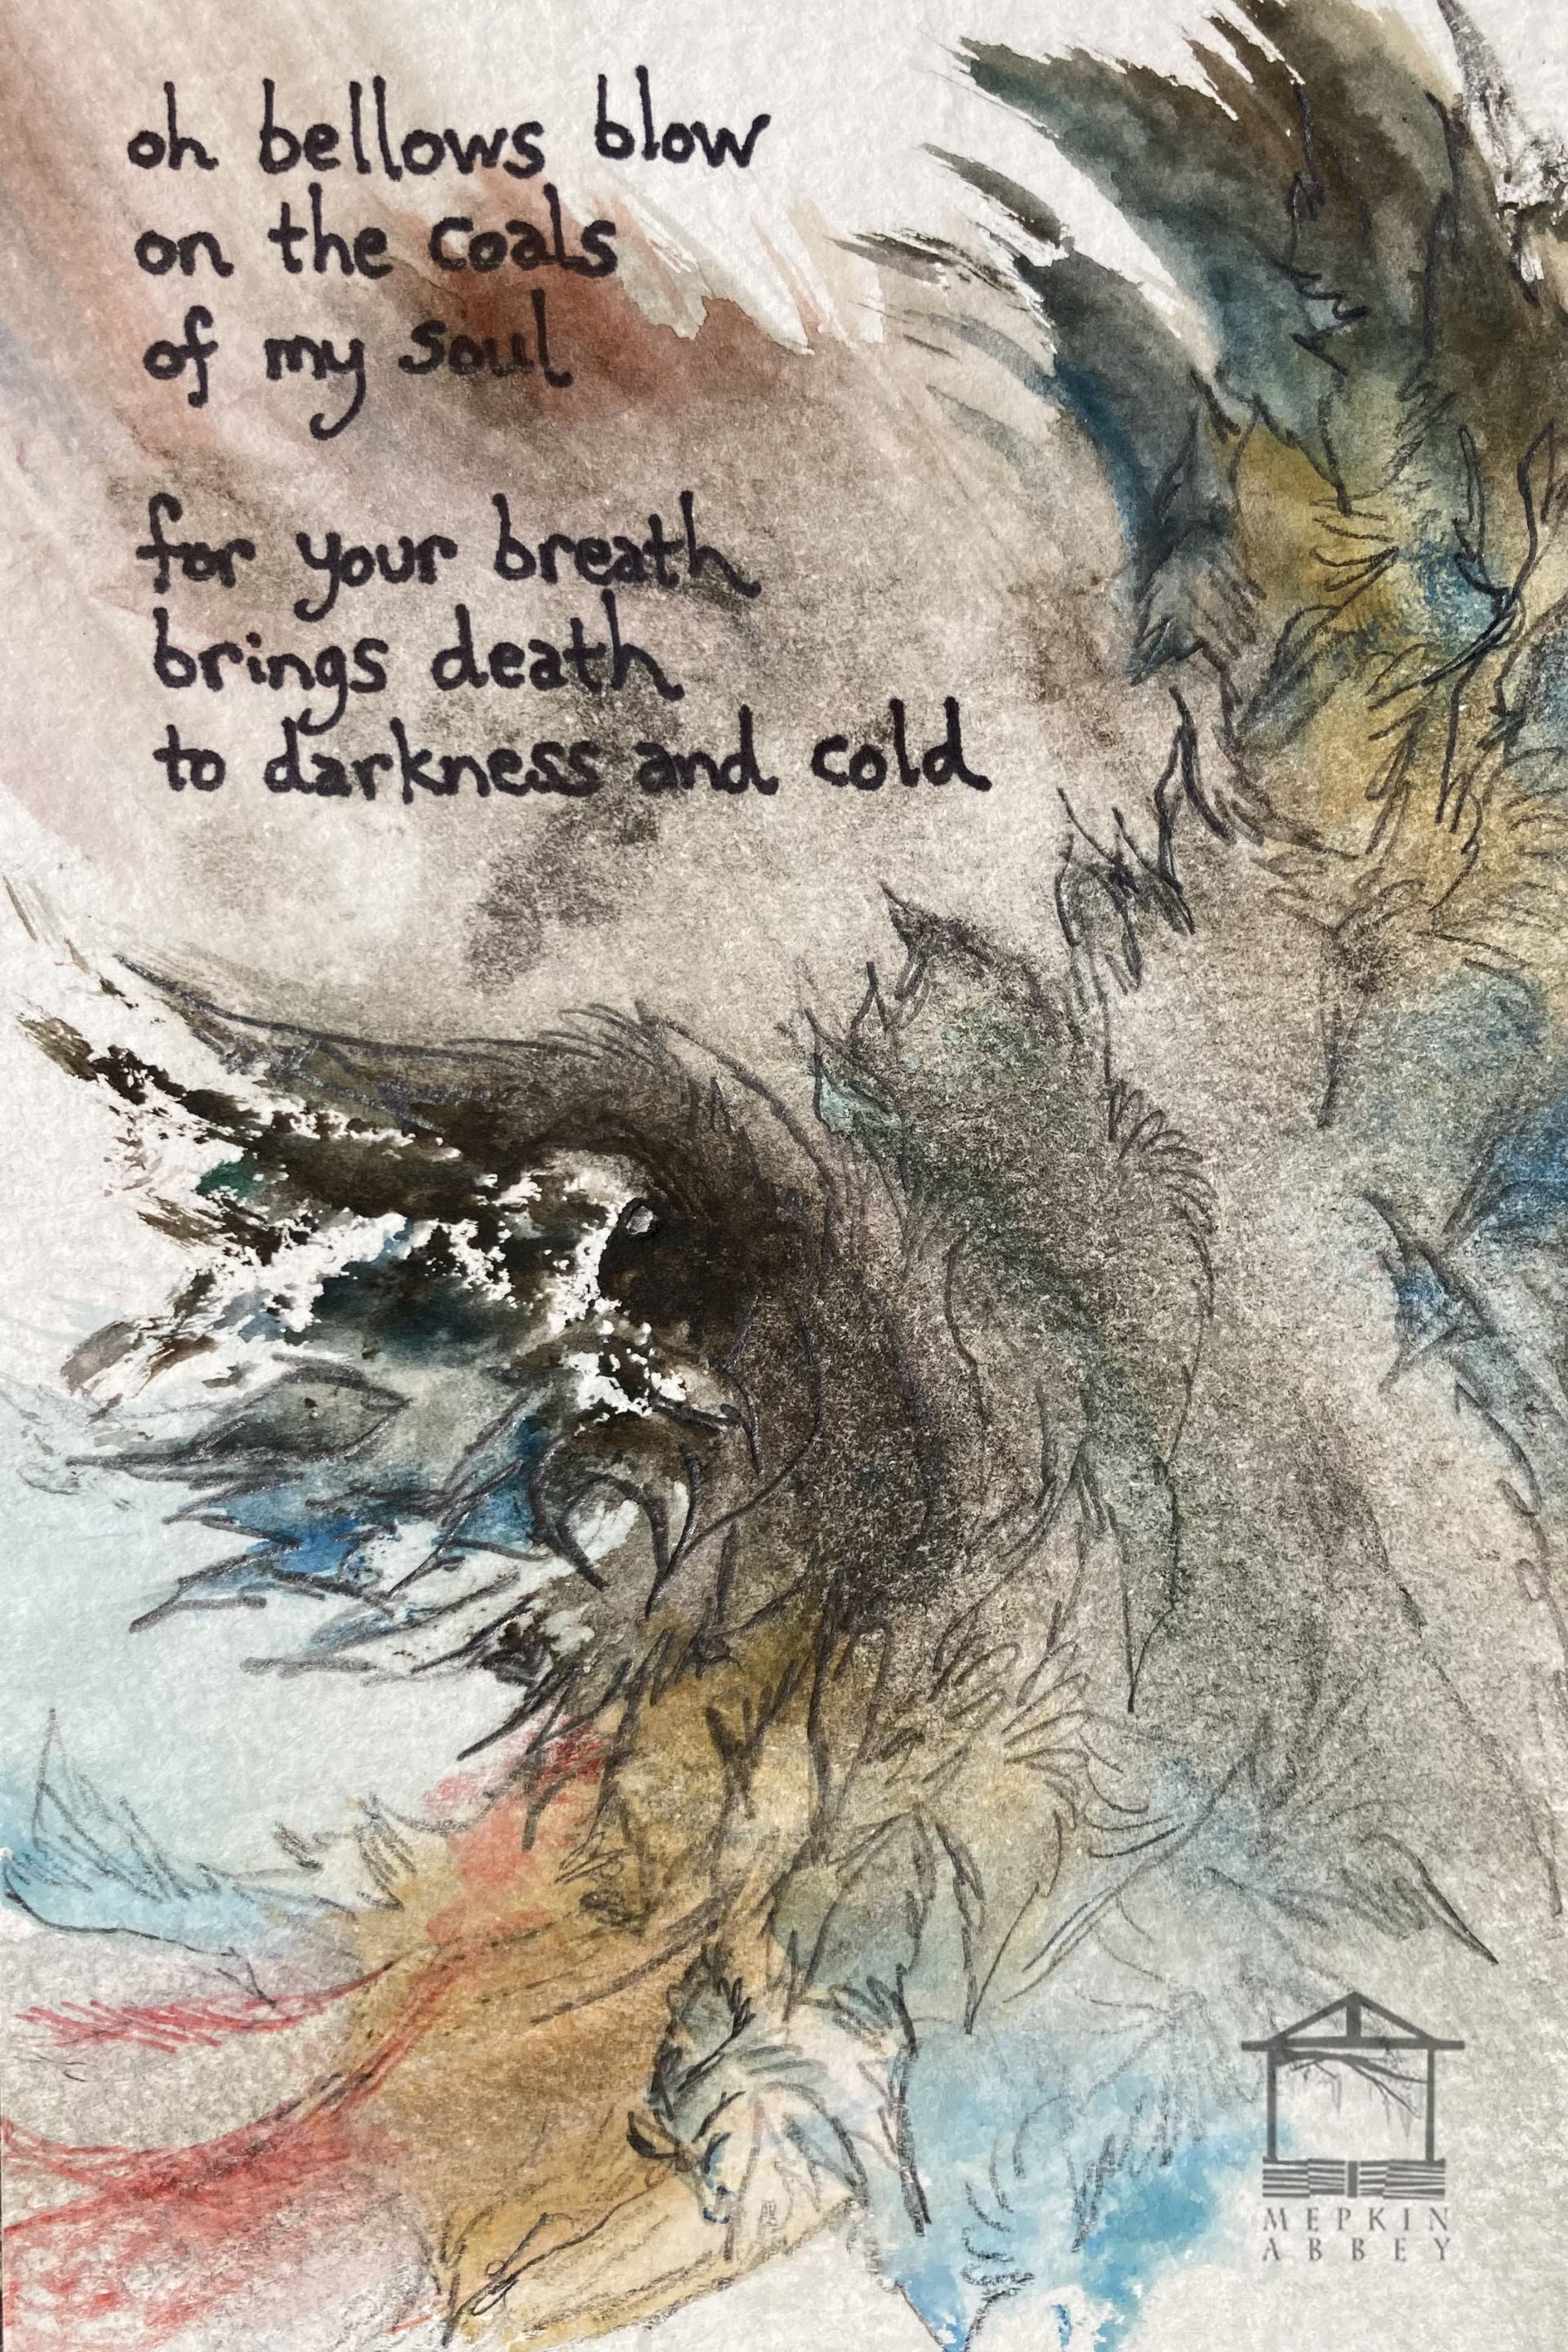 oh bellows blow
on the coals
of my soul
for your breath
brings death
to darkness and cold
MEPKIN
ABBEY